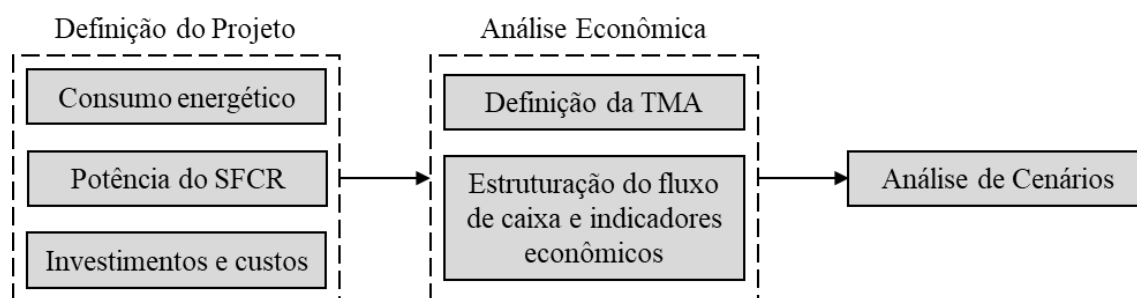 Definição do Projeto
Consumo energético
Potência do SFCR
Investimentos e custos
Análise Econômica
Definição da TMA
Estruturação do fluxo
de caixa e indicadores
econômicos
Análise de Cenários